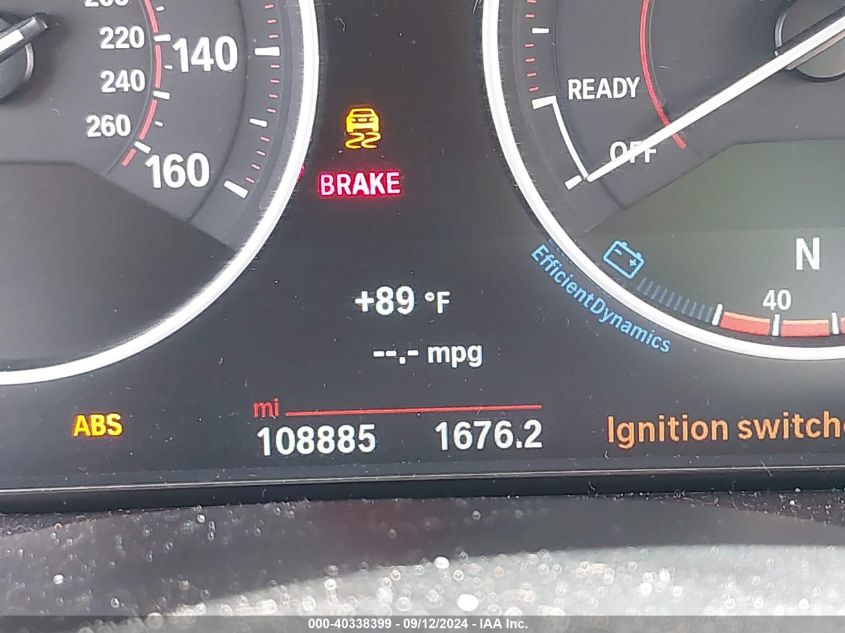 220
140
240
260
160
READY
OFF
BRAKE
N
EfficientDynamics
40
+89 °F
--.- mpg
ABS
mi
108885 1676.2
Ignition
000-40338399 - 09/12/2024 - IAA Inc.